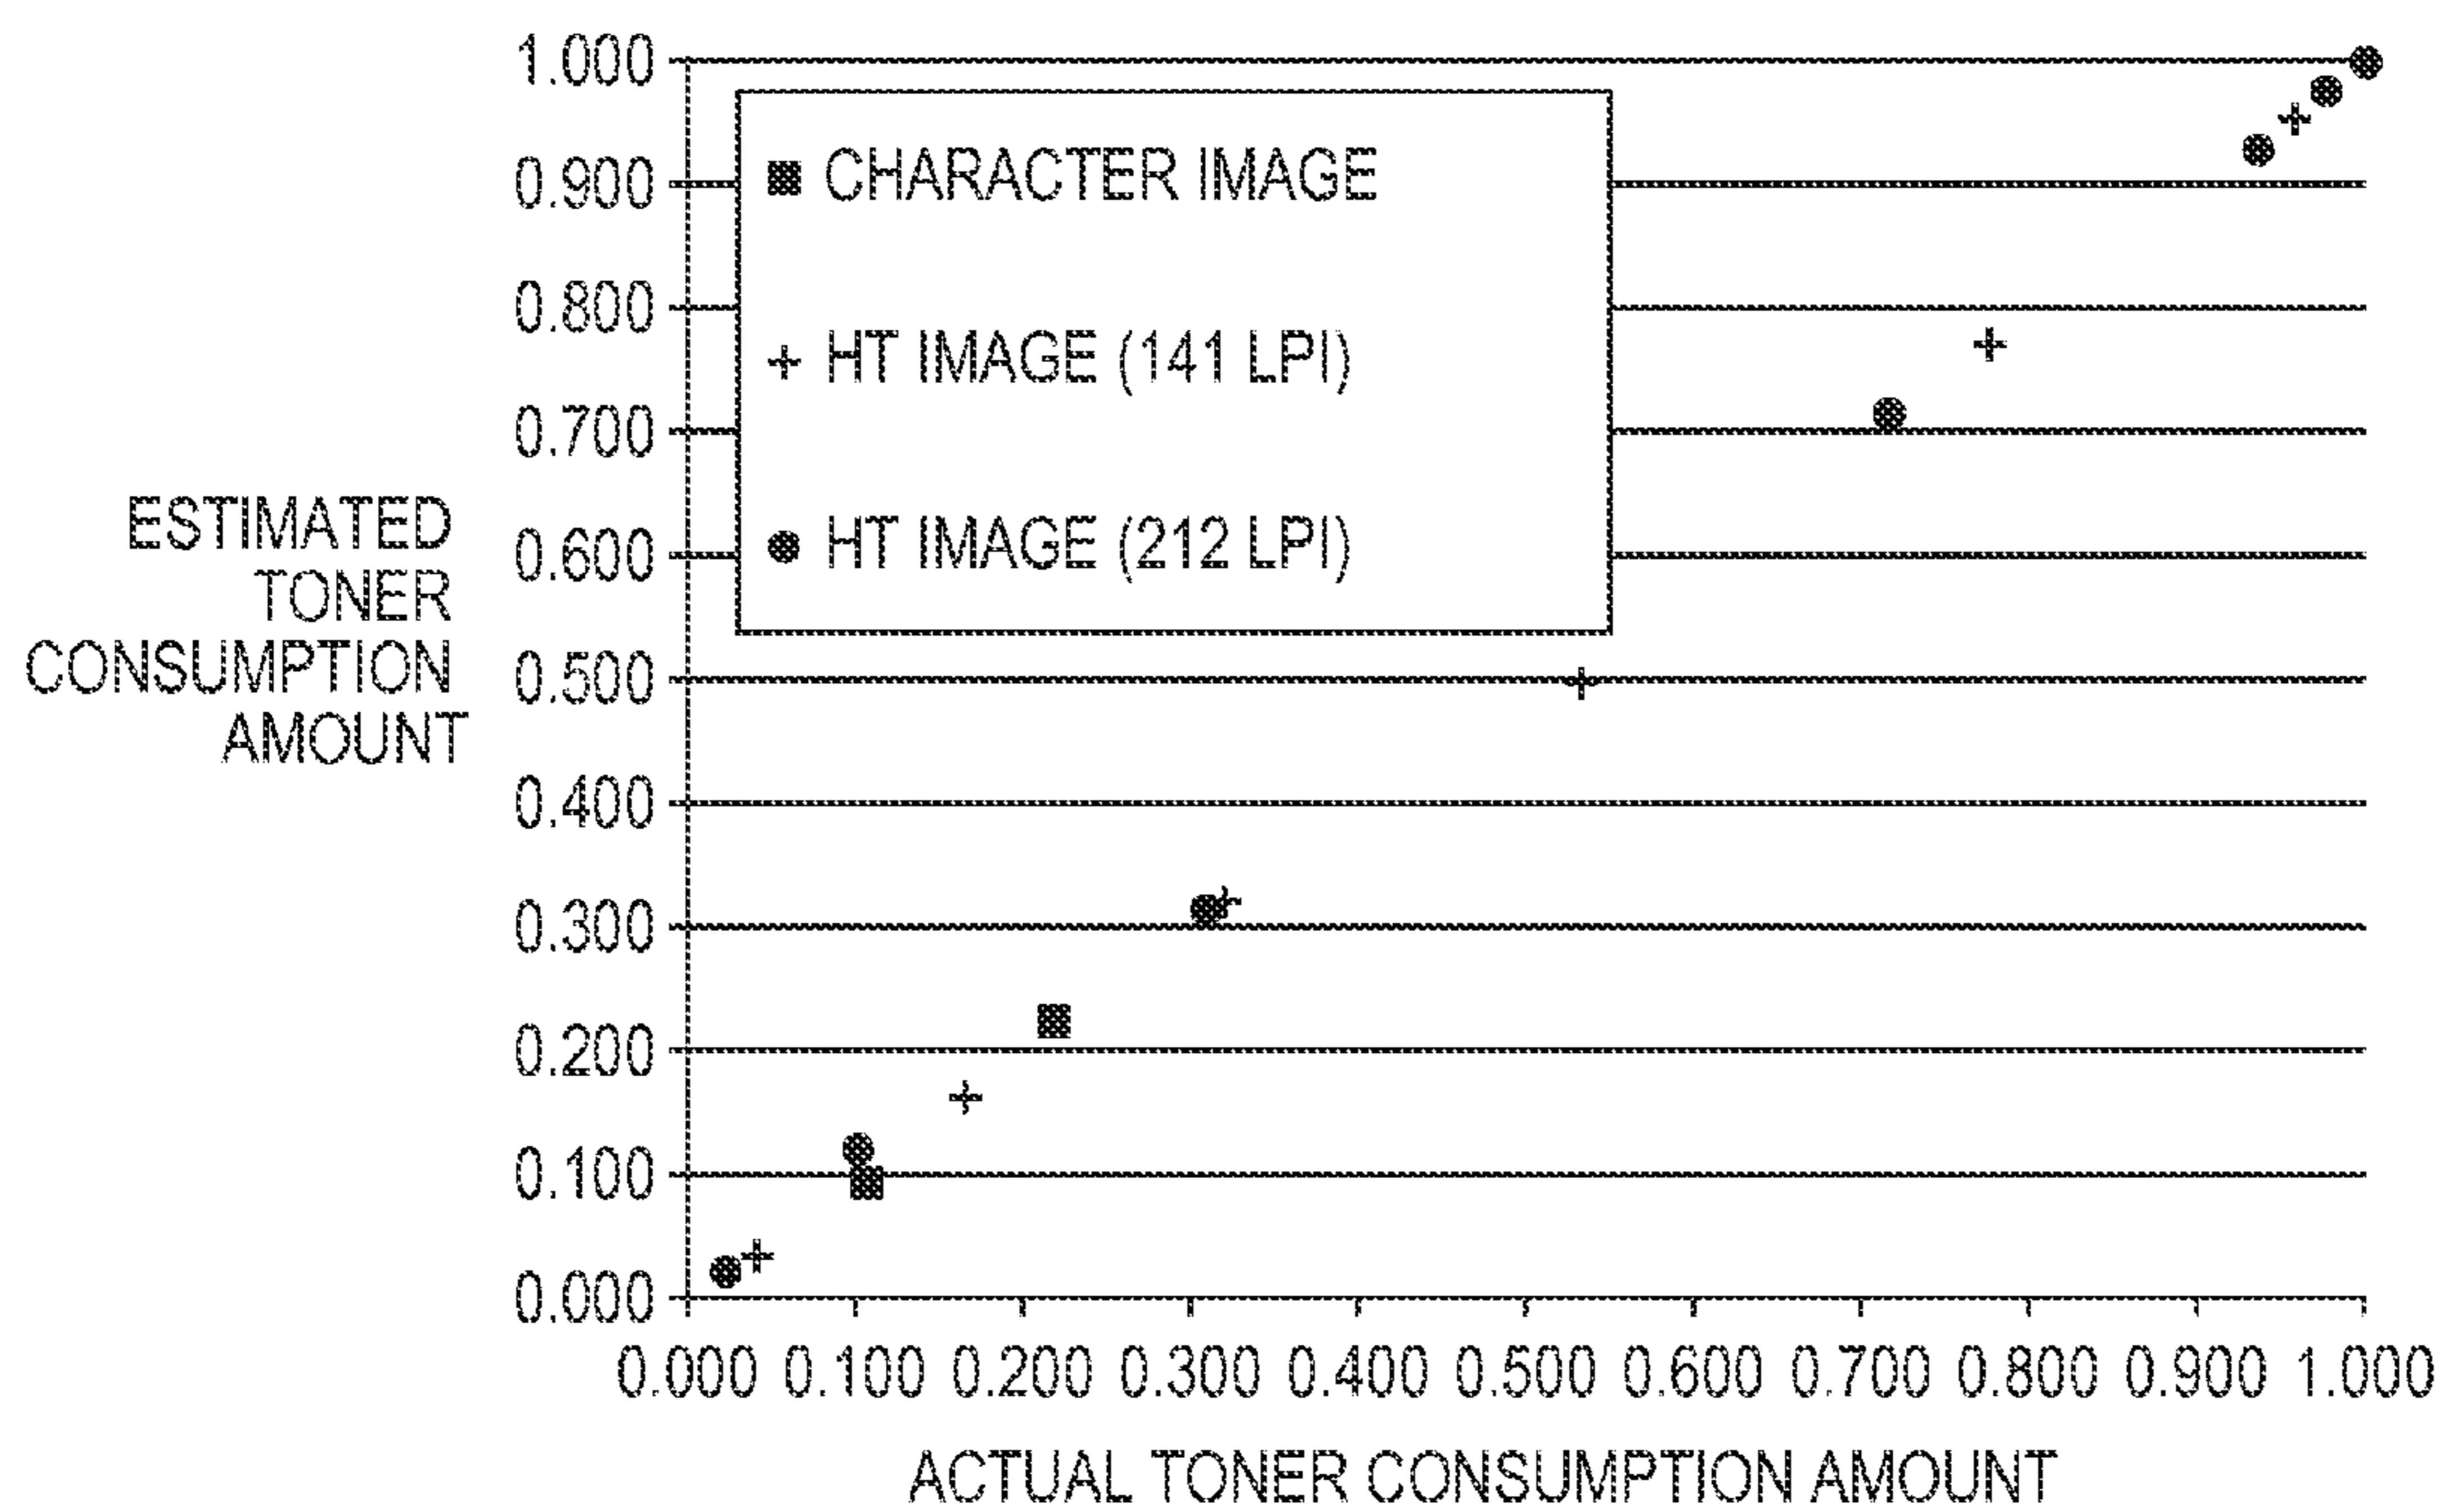 1.000
0.900
0.800
0.700
0.600
0.500
0.400
0.300
0.200
0.100
0.000
ESTIMATED
TONER
CONSUMPTION
AMOUNT
CHARACTER IMAGE
HT IMAGE (141 LPI)
HT IMAGE (212 LPI)
0.000 0.100 0.200 0.300 0.400 0.500 0.600 0.700 0.800 0.900 1.000
ACTUAL TONER CONSUMPTION AMOUNT